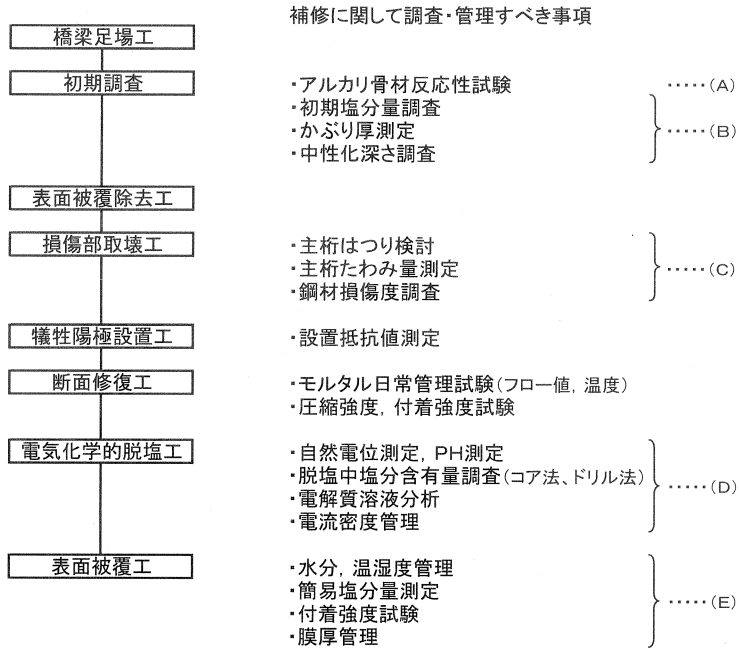 補修に関して調査・管理すべき事項
橋梁足場工
初期調査
・アルカリ骨材反応性試験 ・・・・・(A)
・初期塩分量調査
・かぶり厚測定 ・・・・・(B)
・中性化深さ調査
表面被覆除去工
損傷部取壊工
・主桁はつり検討
・主桁たわみ量測定 ・・・・・(C)
・鋼材損傷度調査
犠牲陽極設置工
・設置抵抗値測定
断面修復工
・モルタル日常管理試験(フロー値, 温度)
・圧縮強度, 付着強度試験
電気化学的脱塩工
・自然電位測定, PH測定
・脱塩中塩分含有量調査(コア法、ドリル法)
・電解質溶液分析 ・・・・・(D)
・電流密度管理
表面被覆工
・水分, 温湿度管理
・簡易塩分量測定
・付着強度試験 ・・・・・(E)
・膜厚管理